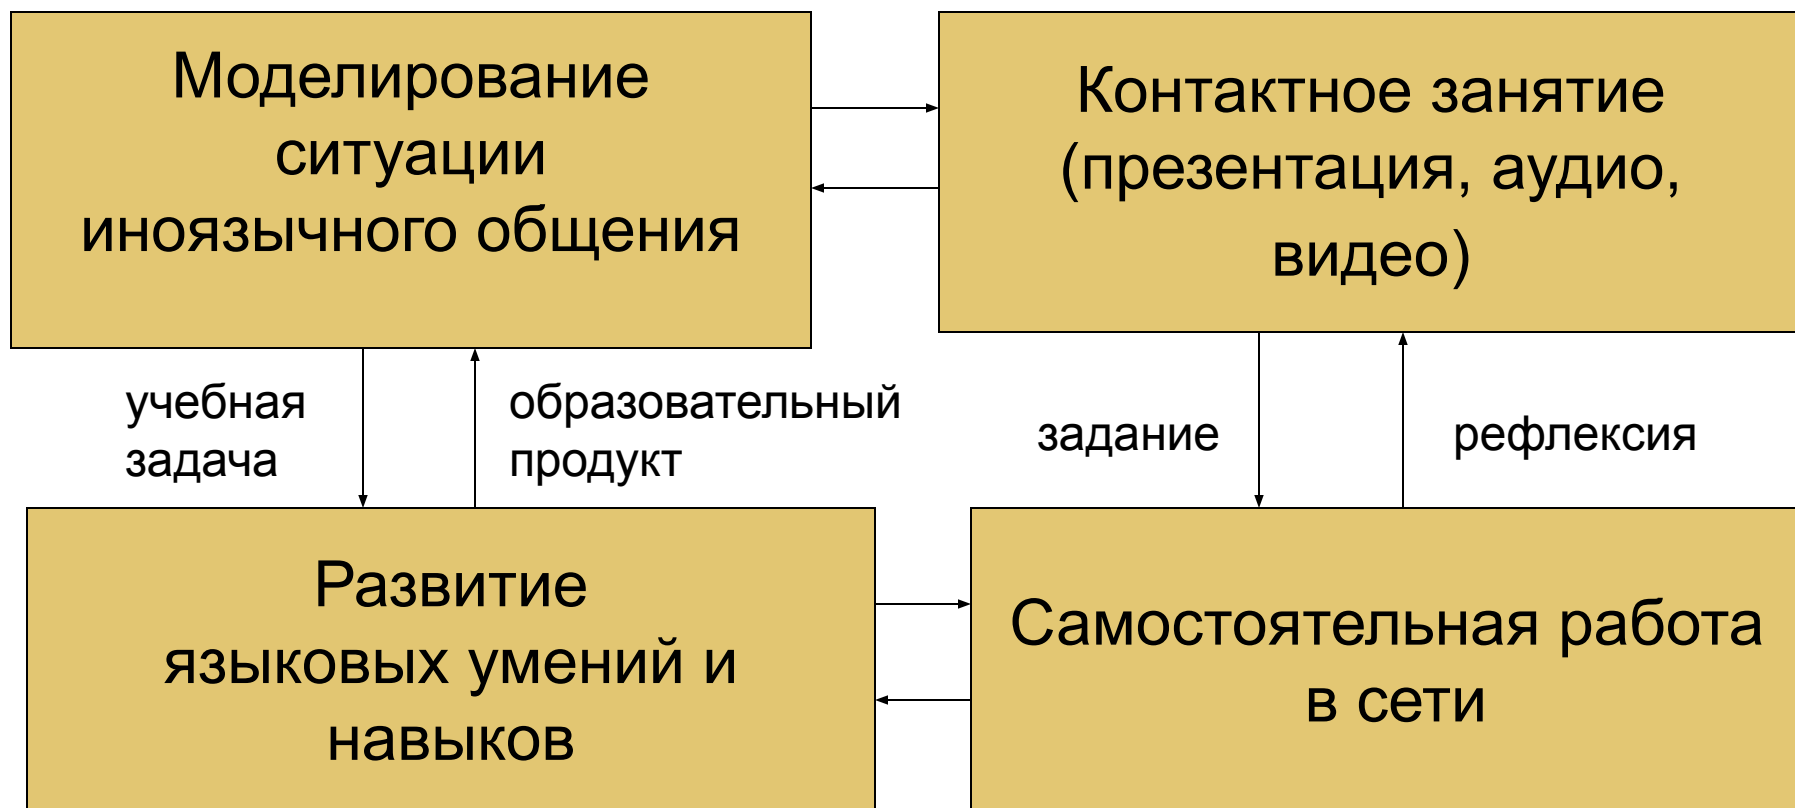 Моделирование
ситуации
иноязычного общения
Контактное занятие
(презентация, аудио,
видео)
учебная
задача
образовательный
продукт
задание
рефлексия
Развитие
языковых умений и
навыков
Самостоятельная работа
в сети